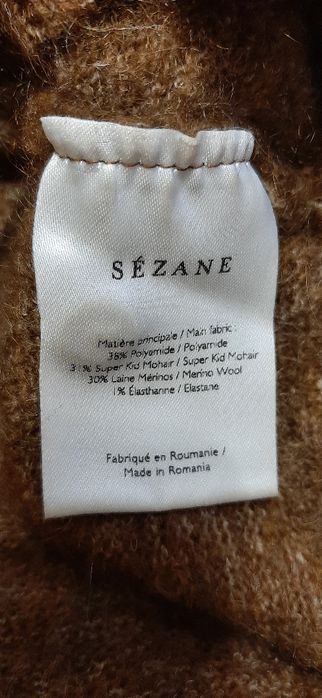 SÉZANE
Matière principale / Main fabric :
38% Polyamide / Polyamide
31% Super Kid Mohair / Super Kid Mohair
30% Laine Mérinos / Merino Wool
1% Élasthanne / Elastane
Fabriqué en Roumanie /
Made in Romania